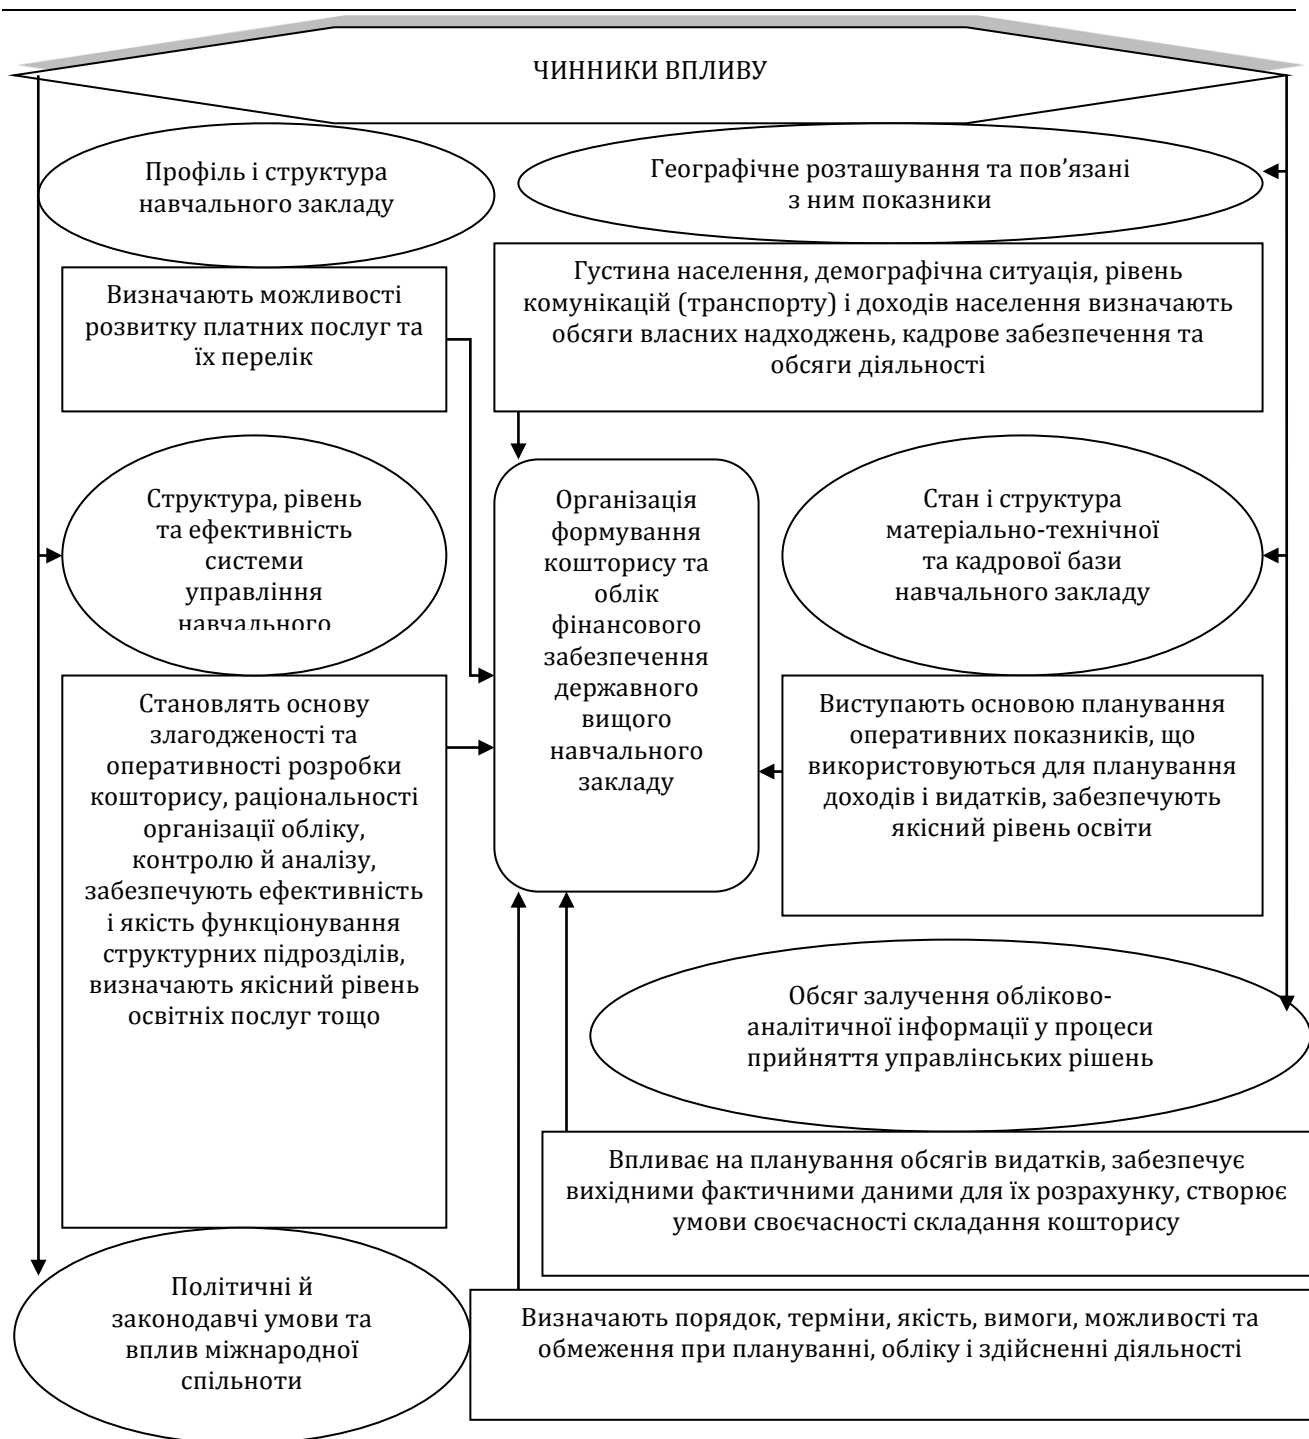 ЧИННИКИ ВПЛИВУ
Профіль і структура
навчального закладу
Географічне розташування та пов’язані
з ним показники
Визначають можливості
розвитку платних послуг та
їх перелік
Густина населення, демографічна ситуація, рівень
комунікацій (транспорту) і доходів населення визначають
обсяги власних надходжень, кадрове забезпечення та
обсяги діяльності
Структура, рівень
та ефективність
системи
управління
навчального
Організація
формування
кошторису та
облік
фінансового
забезпечення
державного
вищого
навчального
закладу
Стан і структура
матеріально-технічної
та кадрової бази
навчального закладу
Становлять основу
злагодженості та
оперативності розробки
кошторису, раціональності
організації обліку,
контролю й аналізу,
забезпечують ефективність
і якість функціонування
структурних підрозділів,
визначають якісний рівень
освітніх послуг тощо
Виступають основою планування
оперативних показників, що
використовуються для планування
доходів і видатків, забезпечують
якісний рівень освіти
Обсяг залучення обліково-
аналітичної інформації у процеси
прийняття управлінських рішень
Впливає на планування обсягів видатків, забезпечує
вихідними фактичними даними для їх розрахунку, створює
умови своєчасності складання кошторису
Політичні й
законодавчі умови та
вплив міжнародної
спільноти
Визначають порядок, терміни, якість, вимоги, можливості та
обмеження при плануванні, обліку і здійсненні діяльності